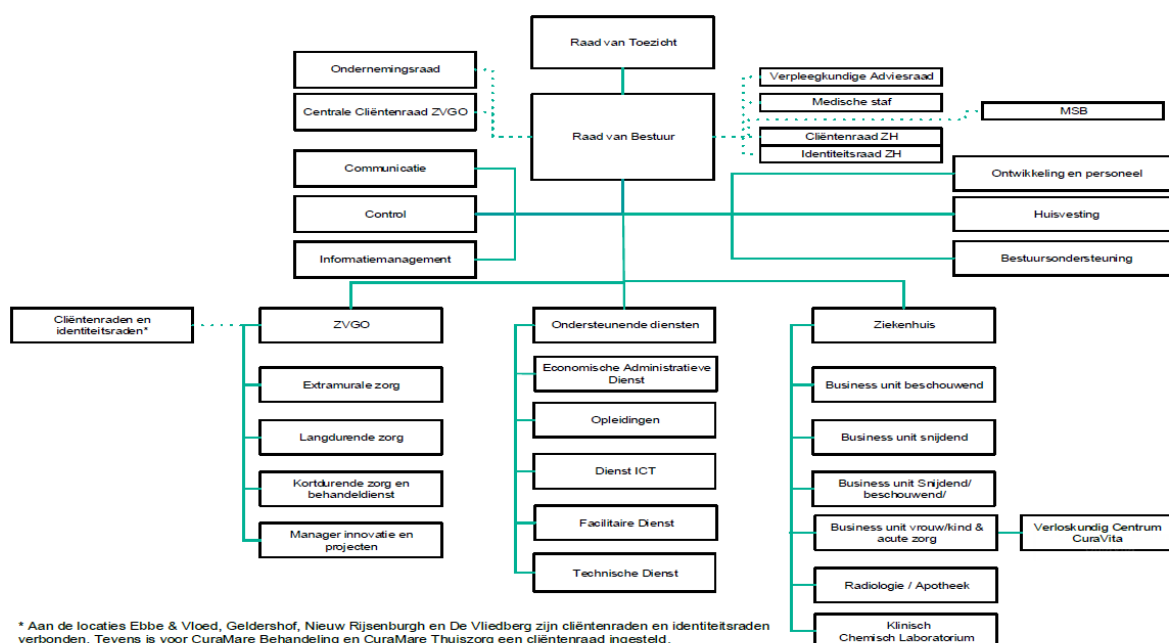 Raad van Toezicht
Ondernemingsraad
Verpleegkundige Adviesraad
Centrale Cliëntenraad ZVGO
Medische staf
MSB
Raad van Bestuur
Cliëntenraad ZH
Identiteitsraad ZH
Communicatie
Ontwikkeling en personeel
Control
Huisvesting
Informatiemanagement
Bestuursondersteuning
Cliëntenraden en
identiteitsraden*
ZVGO
Ondersteunende diensten
Ziekenhuis
Extramurale zorg
Economische Administratieve
Dienst
Business unit beschouwend
Langdurende zorg
Opleidingen
Business unit snijdend
Kortdurende zorg en
behandeldienst
Dienst ICT
Business unit Snijdend/
beschouwend/
Manager innovatie en
projecten
Facilitaire Dienst
Business unit vrouw/kind &
acute zorg
Verloskundig Centrum
CuraVita
Technische Dienst
Radiologie / Apotheek
Klinisch
Chemisch Laboratorium
* Aan de locaties Ebbe & Vloed, Geldershof, Nieuw Rijsenburgh en De Vliedberg zijn cliëntenraden en identiteitsraden
verbonden. Tevens is voor CuraMare Behandeling en CuraMare Thuiszorg een cliëntenraad ingesteld.